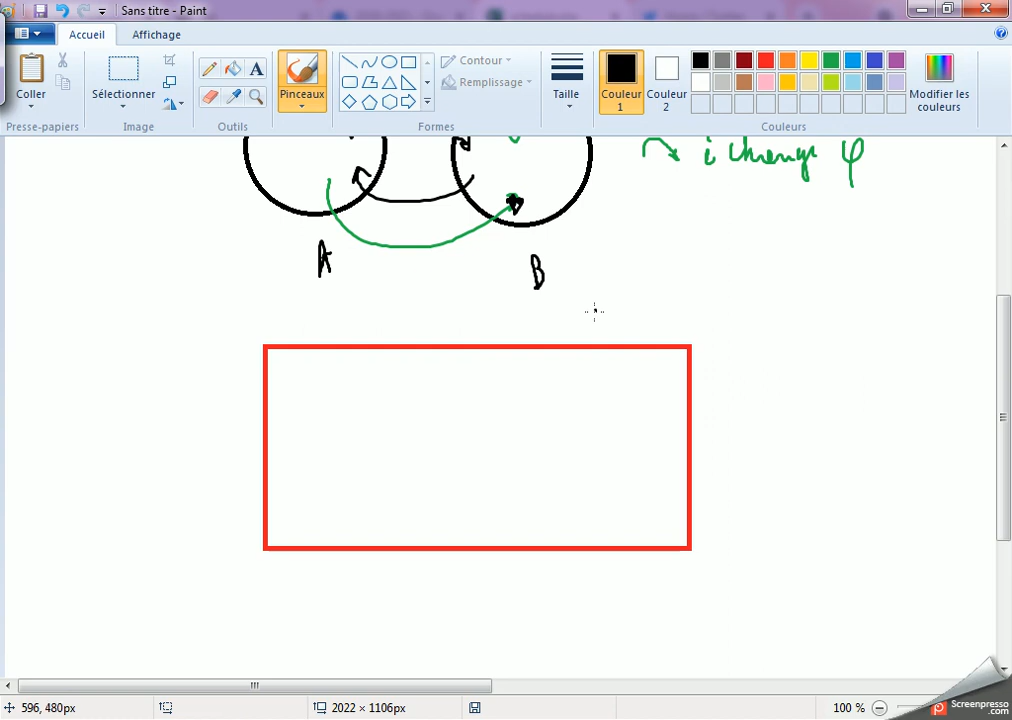 Sans titre - Paint
Accueil Affichage
Coller
Sélectionner
Pinceaux
Contour
Remplissage
Taille
Couleur 1
Couleur 2
Modifier les couleurs
Presse-papiers Image Outils Formes Couleurs
A
i change φ
A
B
596, 480px 2022 × 1106px 100 %
Screenpresso
.com